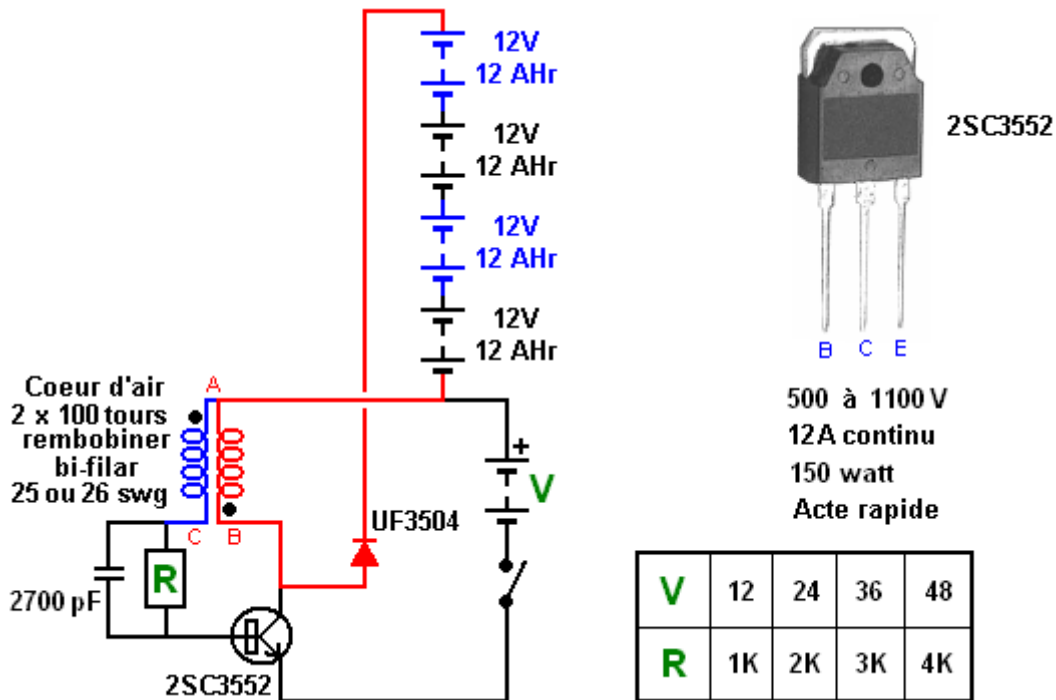 12V
12 AHr
12V
12 AHr
12V
12 AHr
12V
12 AHr
Coeur d'air
2 x 100 tours
rembobiner
bi-filar
25 ou 26 swg
A
C
B
R
2700 pF
2SC3552
UF3504
+
V
2SC3552
B C E
500 à 1100 V
12A continu
150 watt
Acte rapide
V 12 24 36 48
R 1K 2K 3K 4K